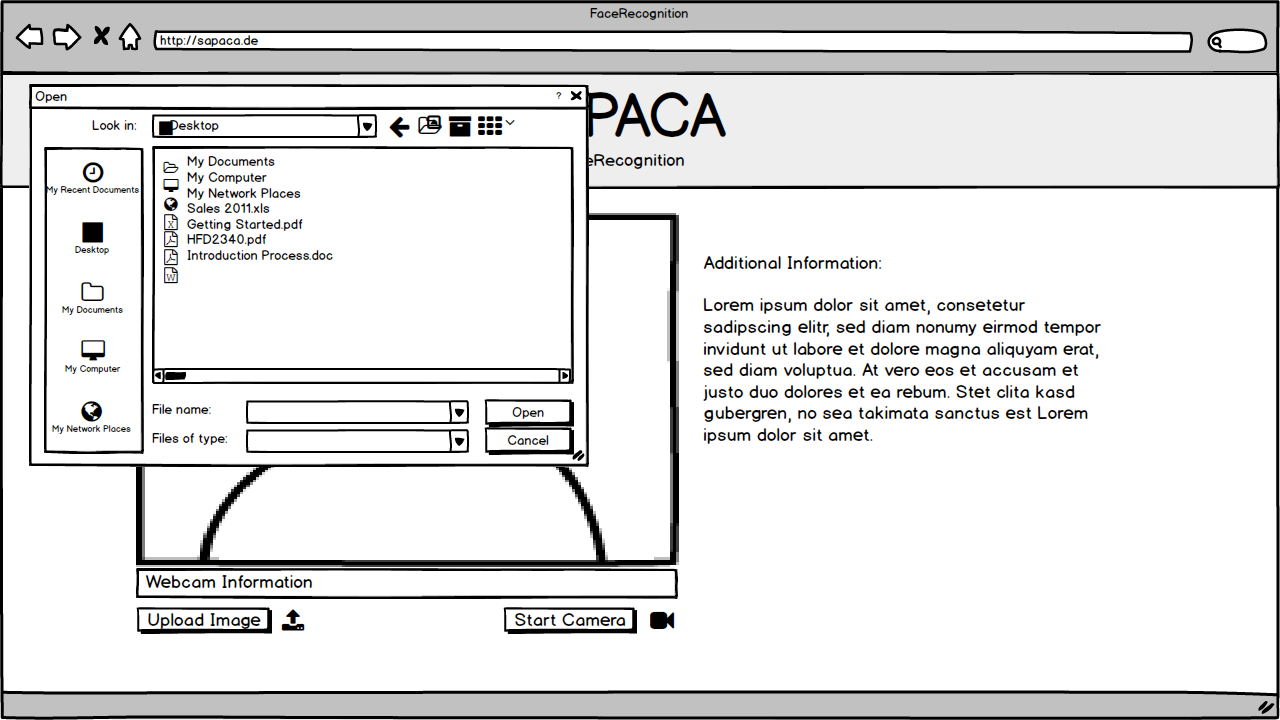 FaceRecognition
http://sapaca.de
Open
?
PACA
Look in:
Desktop
eRecognition
My Documents
My Computer
My Network Places
Sales 2011.xls
Getting Started.pdf
HFD2340.pdf
Introduction Process.doc
My Recent Documents
Desktop
My Documents
My Computer
My Network Places
File name:
Open
Files of type:
Cancel
Additional Information:
Lorem ipsum dolor sit amet, consetetur
sadipscing elitr, sed diam nonumy eirmod tempor
invidunt ut labore et dolore magna aliquyam erat,
sed diam voluptua. At vero eos et accusam et
justo duo dolores et ea rebum. Stet clita kasd
gubergren, no sea takimata sanctus est Lorem
ipsum dolor sit amet.
Webcam Information
Upload Image
Start Camera